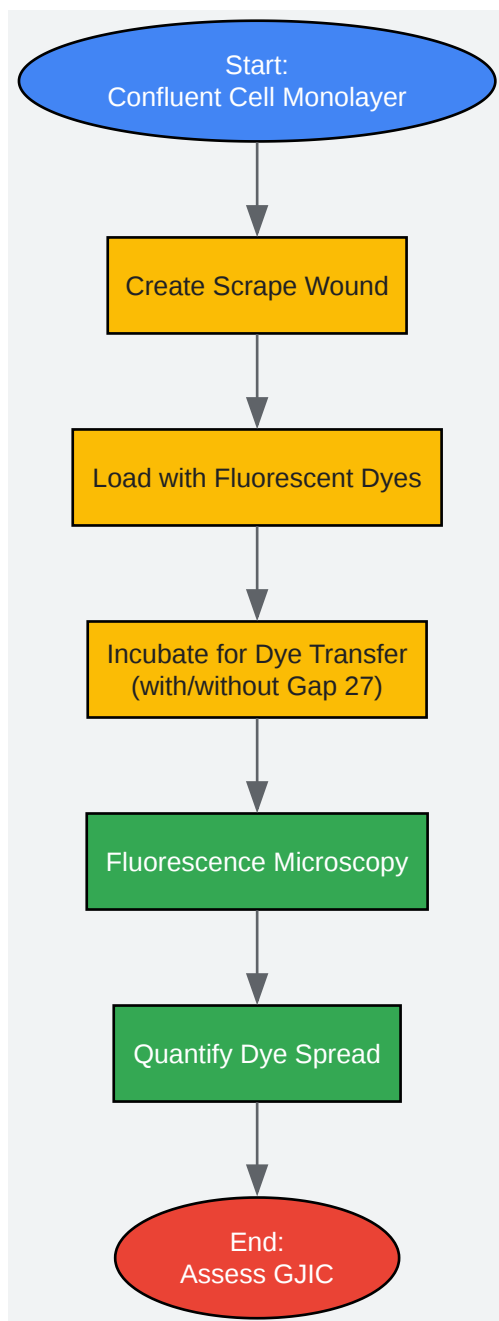 Start:
Confluent Cell Monolayer
Create Scrape Wound
Load with Fluorescent Dyes
Incubate for Dye Transfer
(with/without Gap 27)
Fluorescence Microscopy
Quantify Dye Spread
End:
Assess GJIC